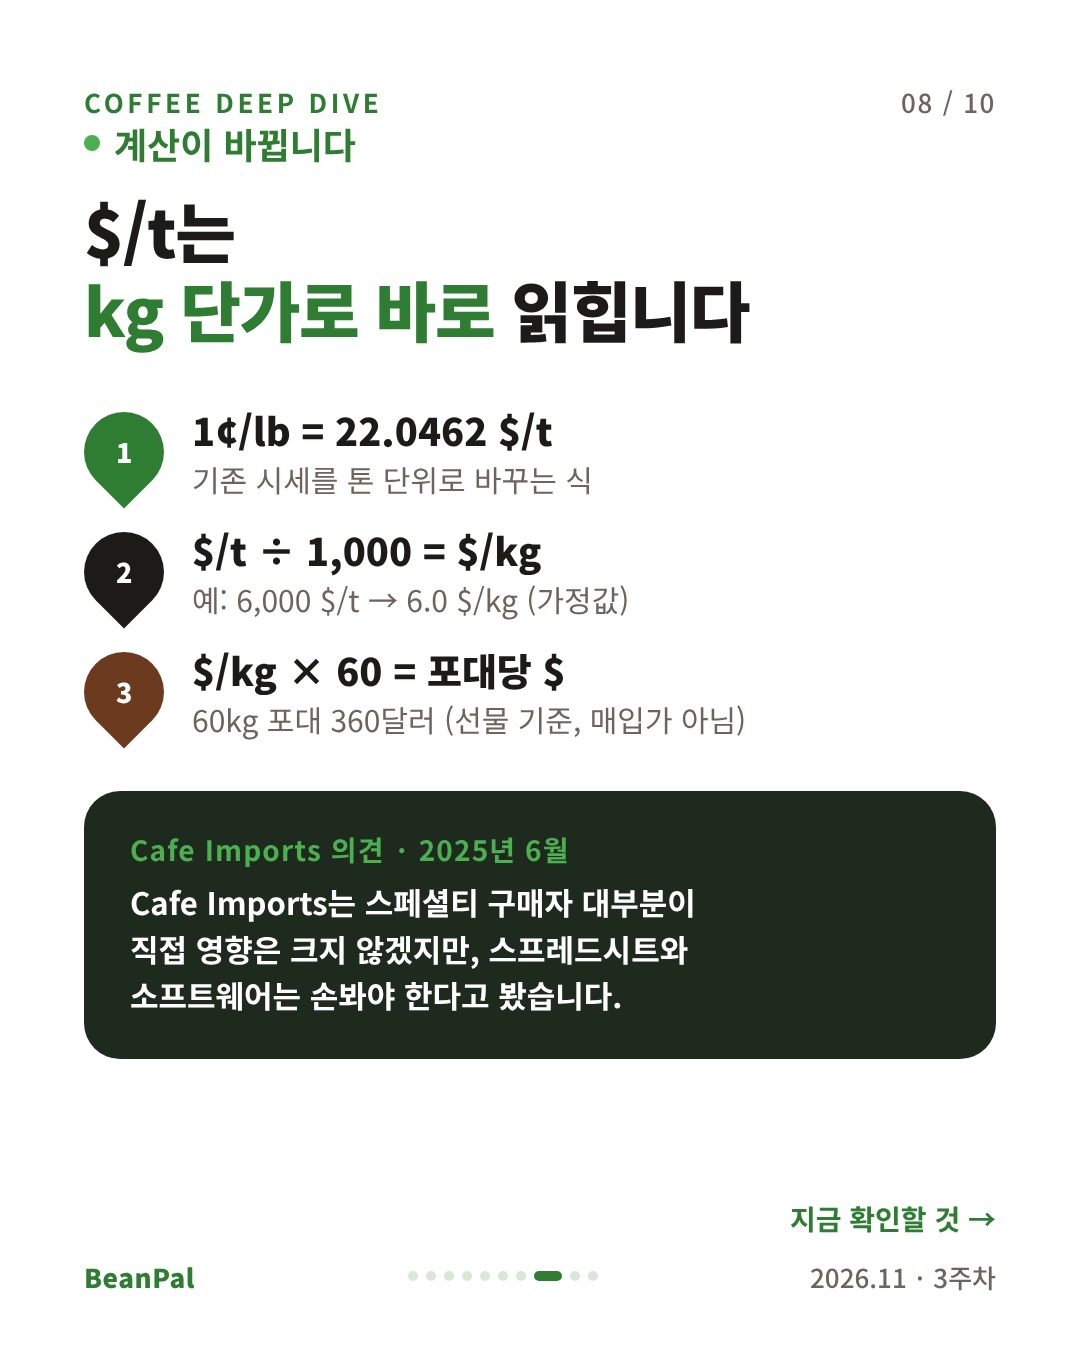 COFFEE DEEP DIVE
08 / 10
계산이 바뀝니다
$/t는
kg 단가로 바로 읽힙니다
1
1¢/lb = 22.0462 $/t
기존 시세를 톤 단위로 바꾸는 식
2
$/t ÷ 1,000 = $/kg
예: 6,000 $/t → 6.0 $/kg (가정값)
3
$/kg × 60 = 포대당 $
60kg 포대 360달러 (선물 기준, 매입가 아님)
Cafe Imports 의견 · 2025년 6월
Cafe Imports는 스페셜티 구매자 대부분이
직접 영향은 크지 않겠지만, 스프레드시트와
소프트웨어는 손봐야 한다고 봤습니다.
지금 확인할 것 →
BeanPal
2026.11 · 3주차